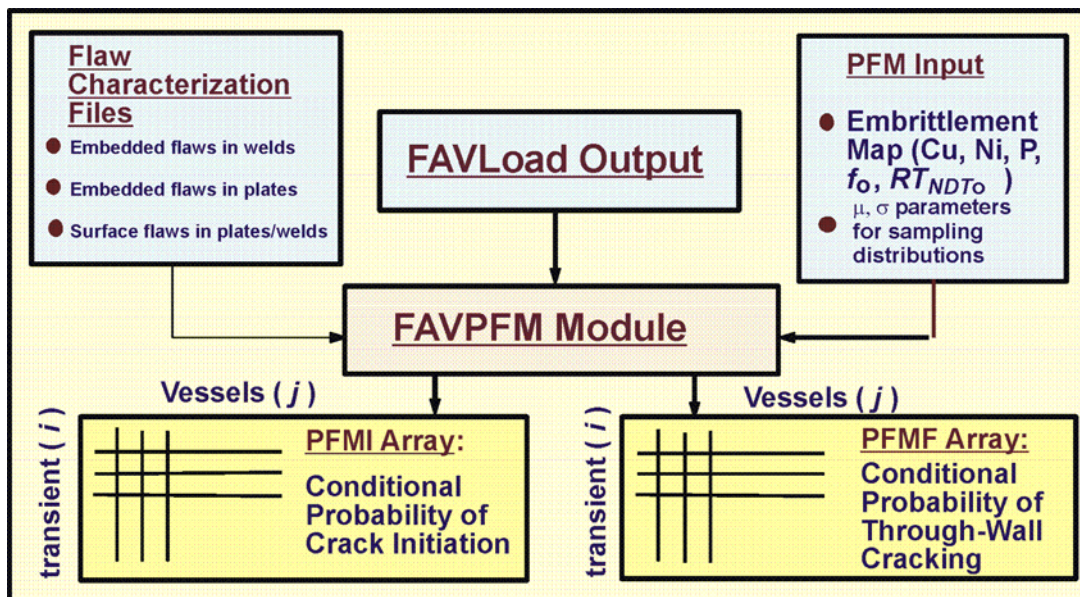 Flaw
Characterization
Files
Embedded flaws in welds
Embedded flaws in plates
Surface flaws in plates/welds
FAVLoad Output
PFM Input
Embrittlement
Map (Cu, Ni, P,
fo, RTNDTo )
μ, σ parameters
for sampling
distributions
FAVPFM Module
Vessels ( j )
transient ( i )
PFMI Array:
Conditional
Probability of
Crack Initiation
Vessels ( j )
transient ( i )
PFMF Array:
Conditional
Probability of
Through-Wall
Cracking